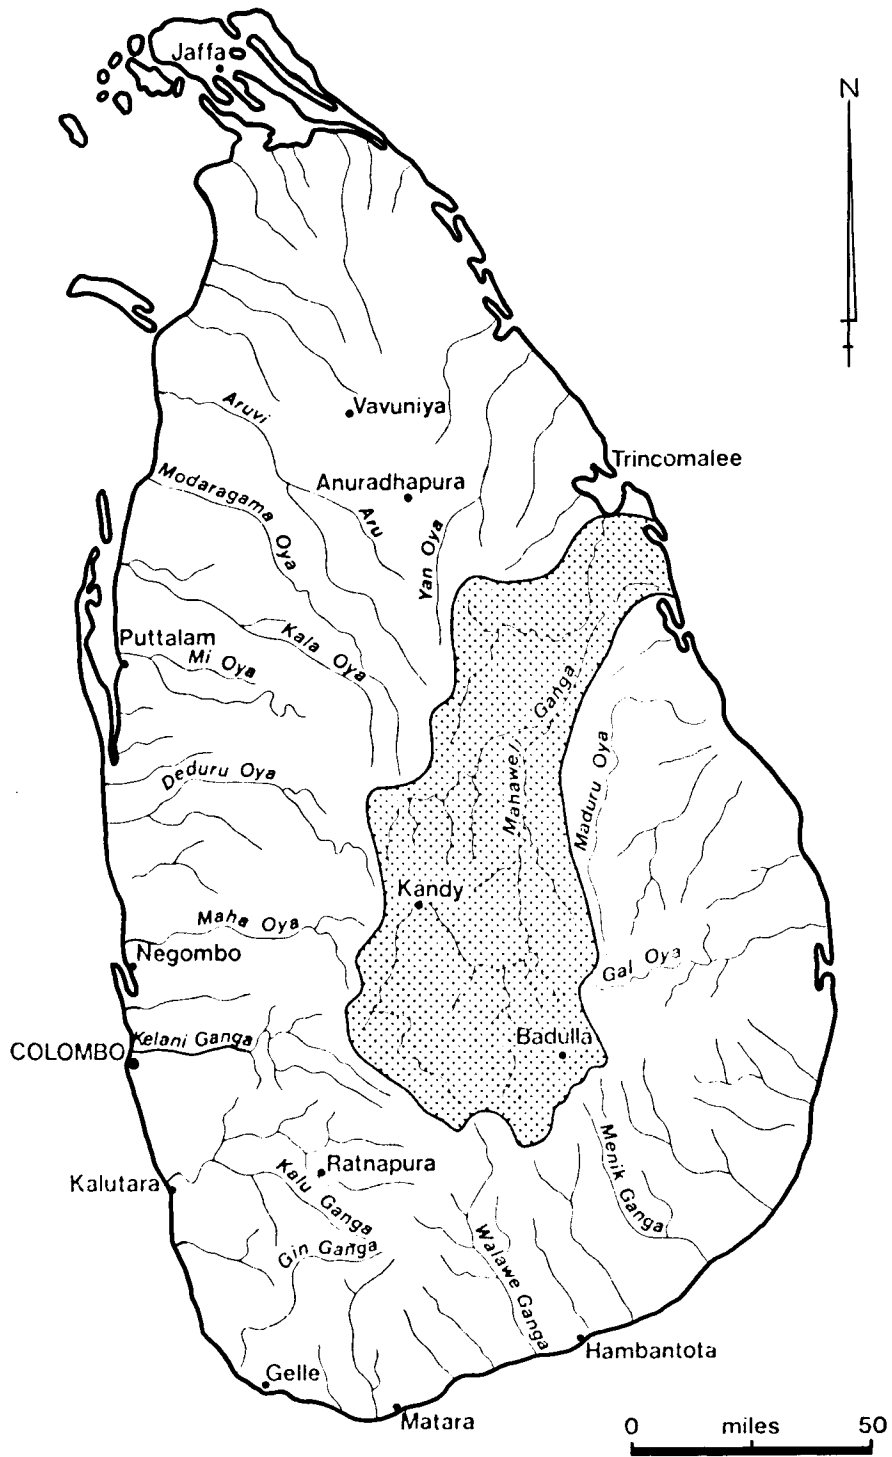 Jaffa
N
Aruvi
Vavuniya
Trincomalee
Modaragama Oya
Anuradhapura
Aru
Yan Oya
Puttalam
Mi Oya
Kala Oya
Mahaweli Ganga
Deduru Oya
Maduru Oya
Kandy
Maha Oya
Negombo
Gal Oya
Kelani Ganga
COLOMBO
Badulla
Kalutara
Ratnapura
Kalu Ganga
Menik Ganga
Gin Ganga
Walawe Ganga
Hambantota
Gelle
Matara
0 miles 50